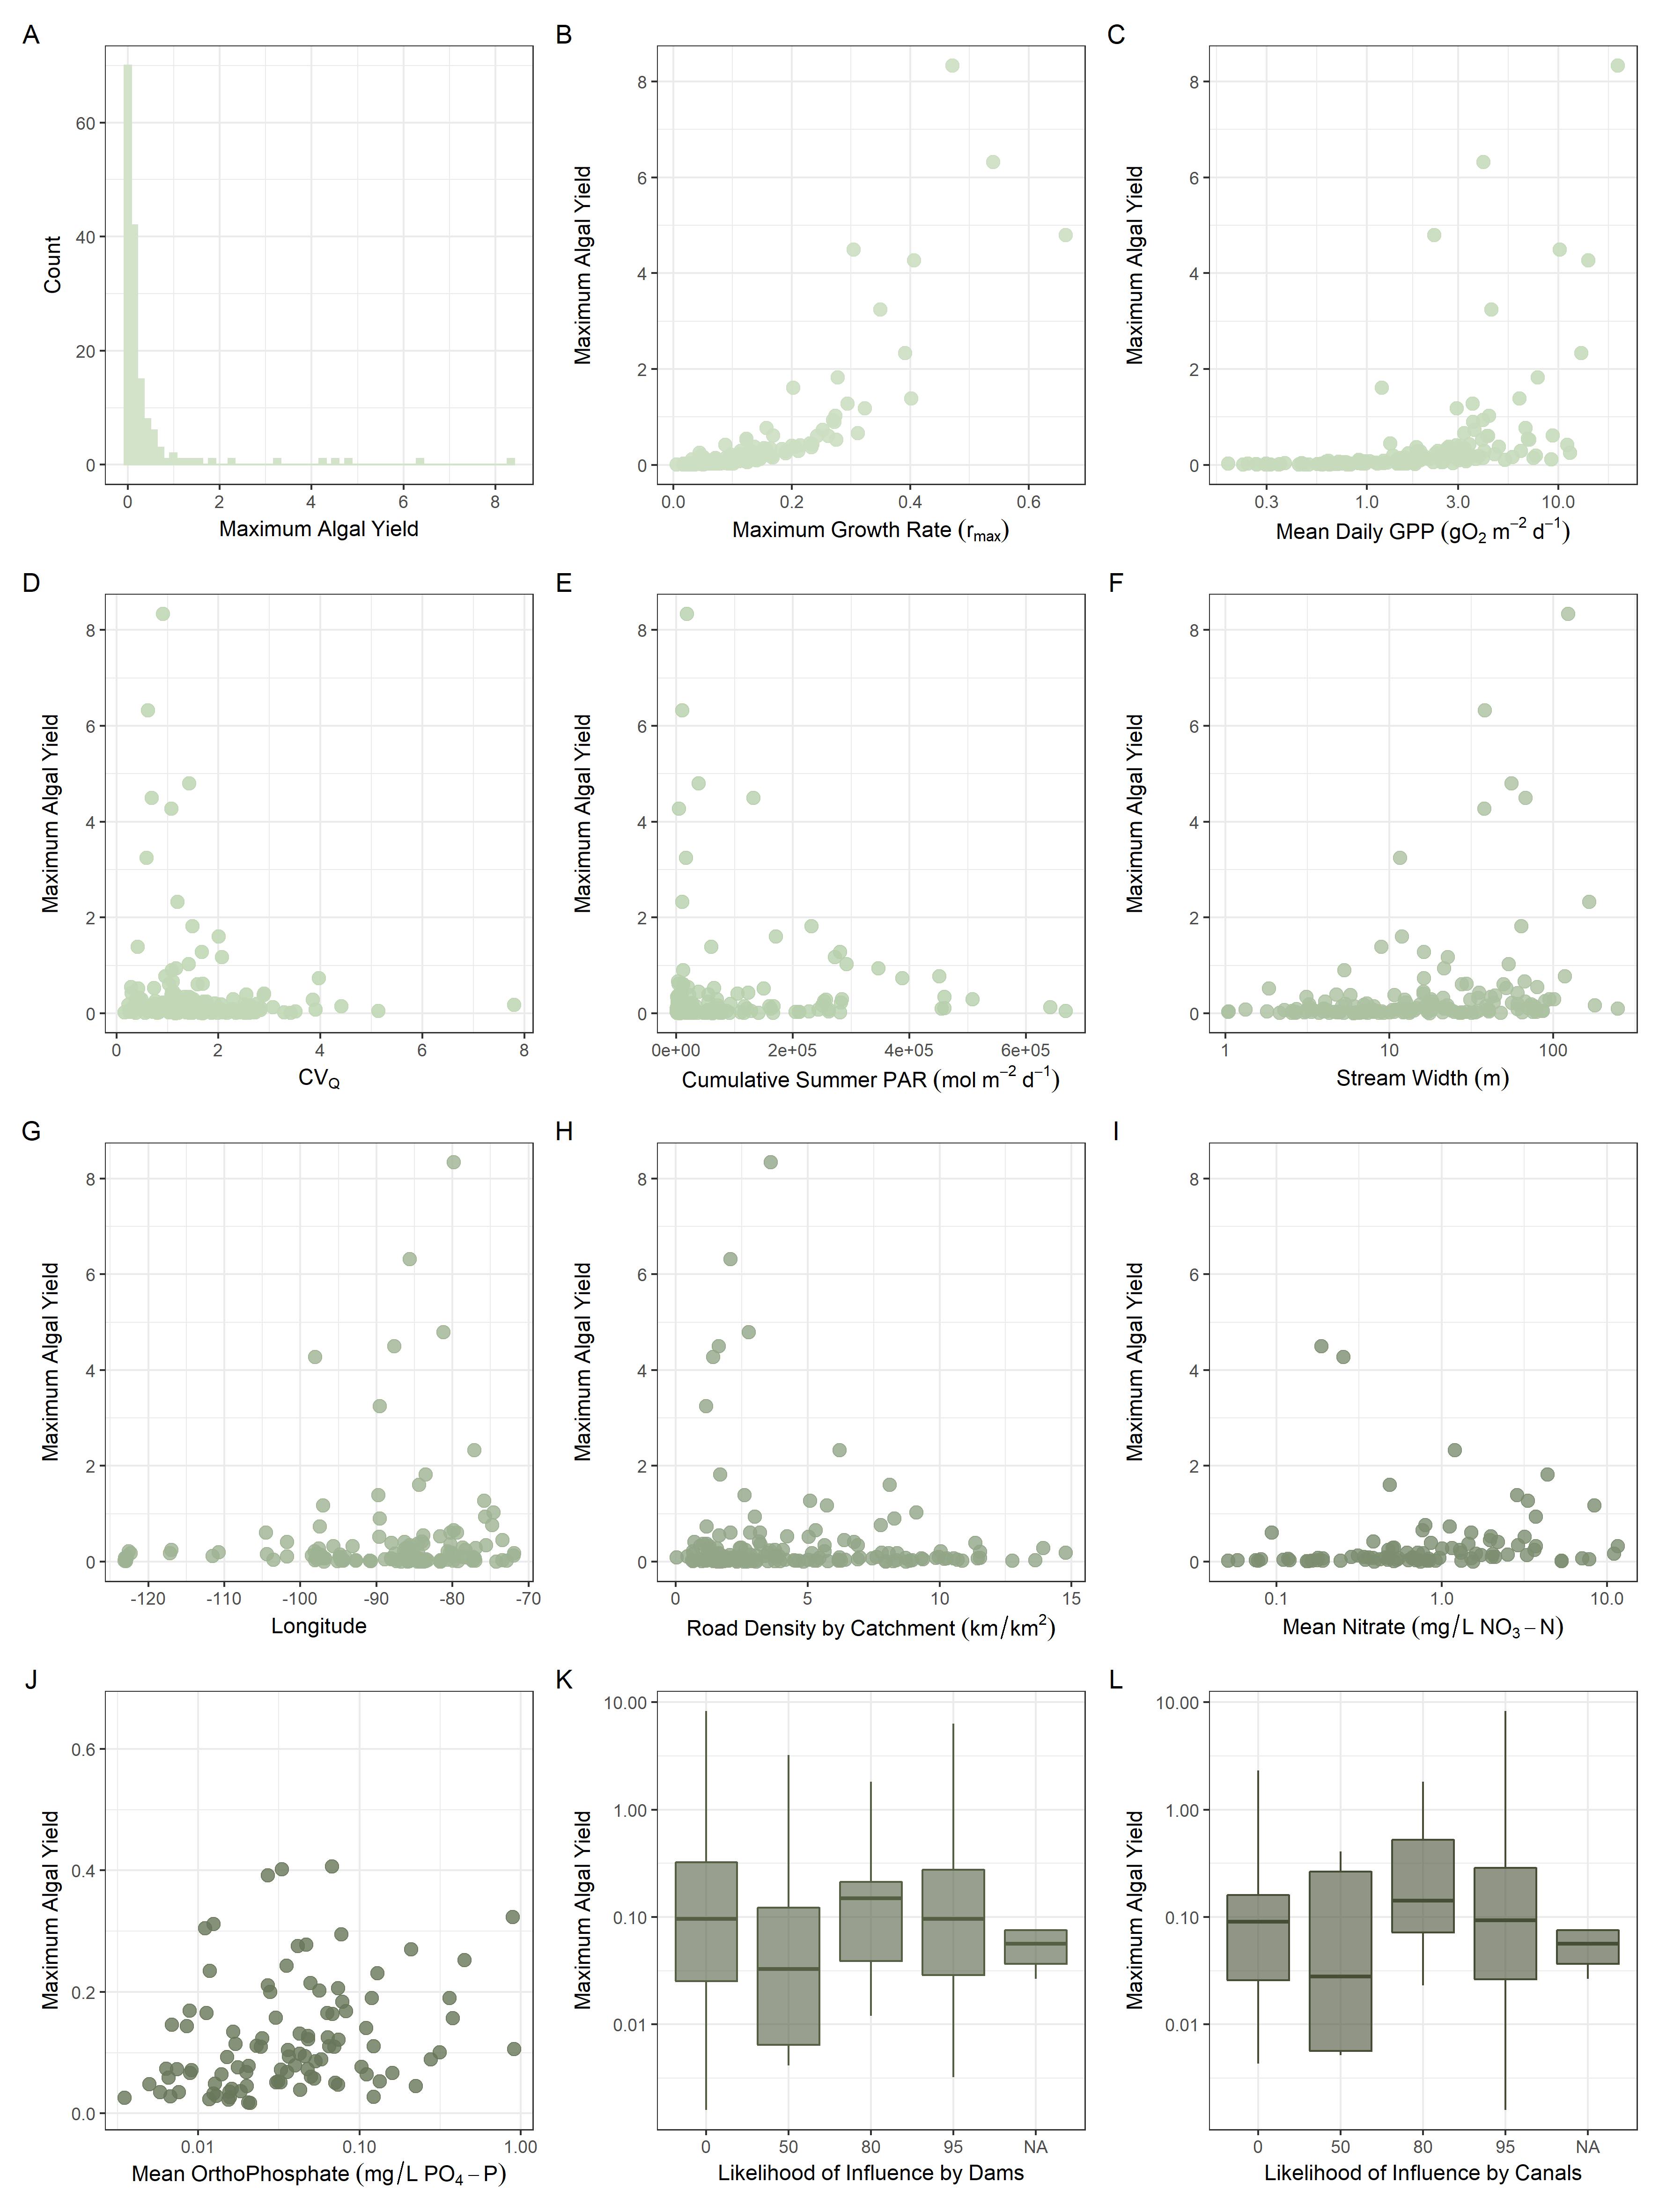 A
B
C
60
40
20
0
Count
0 2 4 6 8
Maximum Algal Yield
8
6
4
2
0
Maximum Algal Yield
0.0 0.2 0.4 0.6
Maximum Growth Rate (rmax)
8
6
4
2
0
Maximum Algal Yield
0.3 1.0 3.0 10.0
Mean Daily GPP (gO2 m−2 d−1)
D
E
F
8
6
4
2
0
Maximum Algal Yield
0 2 4 6 8
CVQ
8
6
4
2
0
Maximum Algal Yield
0e+00 2e+05 4e+05 6e+05
Cumulative Summer PAR (mol m−2 d−1)
8
6
4
2
0
Maximum Algal Yield
1 10 100
Stream Width (m)
G
H
I
8
6
4
2
0
Maximum Algal Yield
-120 -110 -100 -90 -80 -70
Longitude
8
6
4
2
0
Maximum Algal Yield
0 5 10 15
Road Density by Catchment (km/km2)
8
6
4
2
0
Maximum Algal Yield
0.1 1.0 10.0
Mean Nitrate (mg/L NO3−N)
J
K
L
0.6
0.4
0.2
0.0
Maximum Algal Yield
0.01 0.10 1.00
Mean OrthoPhosphate (mg/L PO4−P)
10.00
1.00
0.10
0.01
Maximum Algal Yield
0 50 80 95 NA
Likelihood of Influence by Dams
10.00
1.00
0.10
0.01
Maximum Algal Yield
0 50 80 95 NA
Likelihood of Influence by Canals